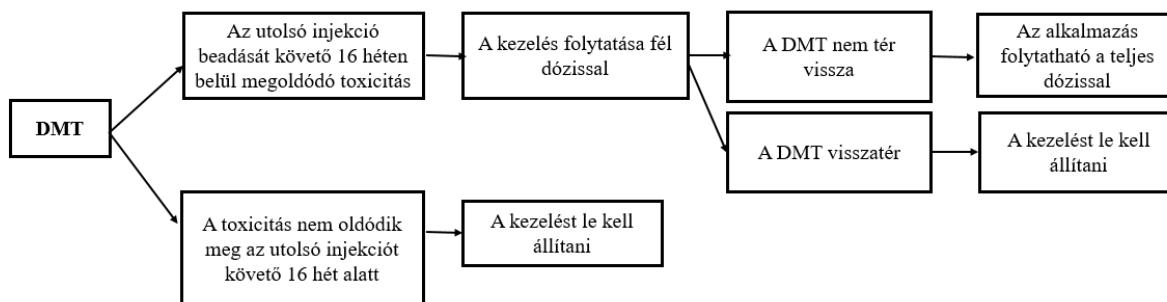 DMT
Az utolsó injekció
beadását követő 16 héten
belül megoldódó toxicitás
A kezelés folytatása fél
dózissal
A DMT nem tér
vissza
Az alkalmazás
folytatható a teljes
dózissal
A DMT visszatér
A kezelést le kell
állítani
A toxicitás nem oldódik
meg az utolsó injekciót
követő 16 hét alatt
A kezelést le kell
állítani